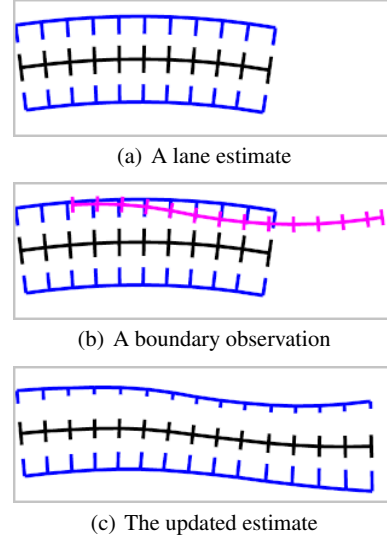 (a) A lane estimate
(b) A boundary observation
(c) The updated estimate